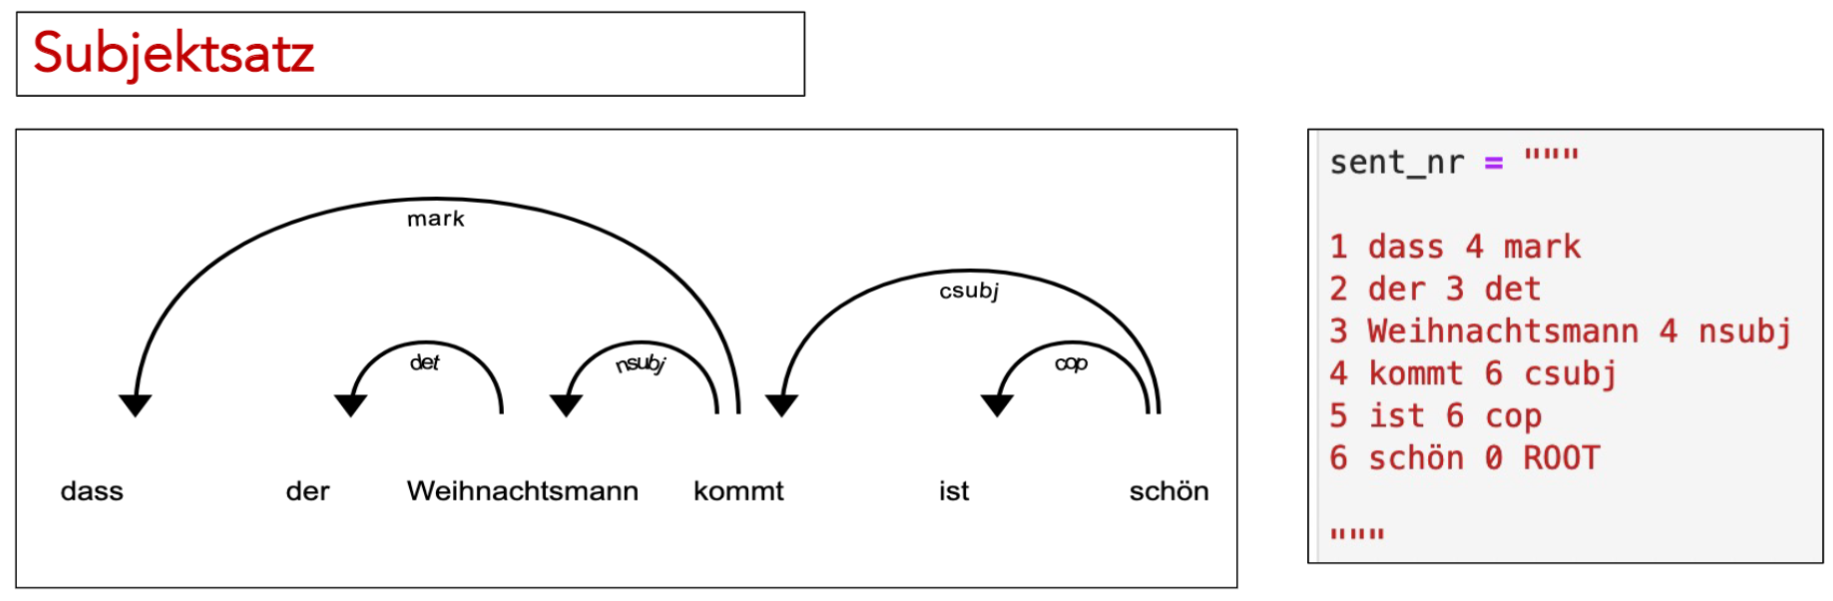 Subjektsatz
mark
csubj
det
nsubj
cop
dass der Weihnachtsmann kommt ist schön
sent_nr = """
1 dass 4 mark
2 der 3 det
3 Weihnachtsmann 4 nsubj
4 kommt 6 csubj
5 ist 6 cop
6 schön 0 ROOT
"""